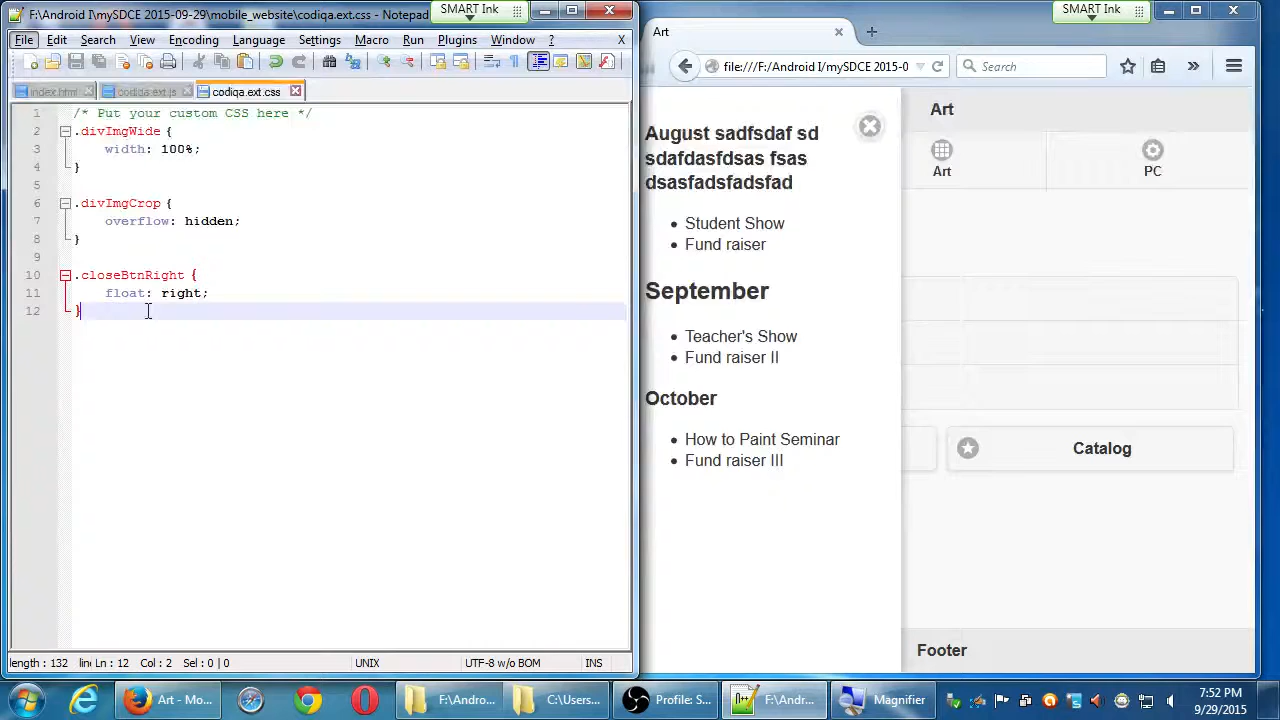 F:\Android I\mySDCE 2015-09-29\mobile_website\codiqa.ext.css - Notepad
SMART Ink
File Edit Search View Encoding Language Settings Macro Run Plugins Window ? X
index.html codiqa.ext.js codiqa.ext.css
1 /* Put your custom CSS here */
2 .divImgWide {
3 width: 100%;
4 }
5
6 .divImgCrop {
7 overflow: hidden;
8 }
9
10 .closeBtnRight {
11 float: right;
12 }
length : 132 Ln : 12 Col : 2 Sel : 0 | 0 UNIX UTF-8 w/o BOM INS
SMART Ink
Art
file:///F:/Android I/mySDCE 2015-0
Search
August sadfsdaf sd
sdafdasfdsas fsas
dsasfadsfadsfad
Student Show
Fund raiser
September
Teacher's Show
Fund raiser II
October
How to Paint Seminar
Fund raiser III
Art
Art
PC
Catalog
Footer
Art - Mo...
F:\Andro...
C:\Users...
Profile: S...
F:\Andr...
Magnifier
7:52 PM
9/29/2015